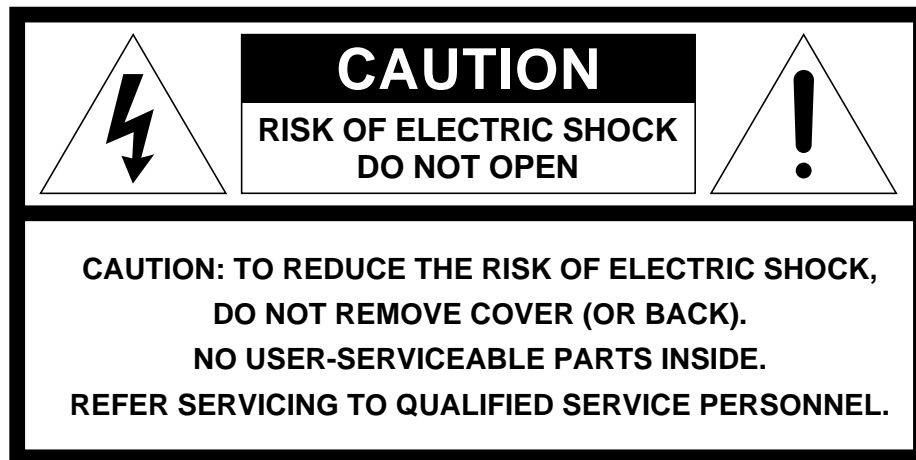 CAUTION
RISK OF ELECTRIC SHOCK
DO NOT OPEN
CAUTION: TO REDUCE THE RISK OF ELECTRIC SHOCK,
DO NOT REMOVE COVER (OR BACK).
NO USER-SERVICEABLE PARTS INSIDE.
REFER SERVICING TO QUALIFIED SERVICE PERSONNEL.